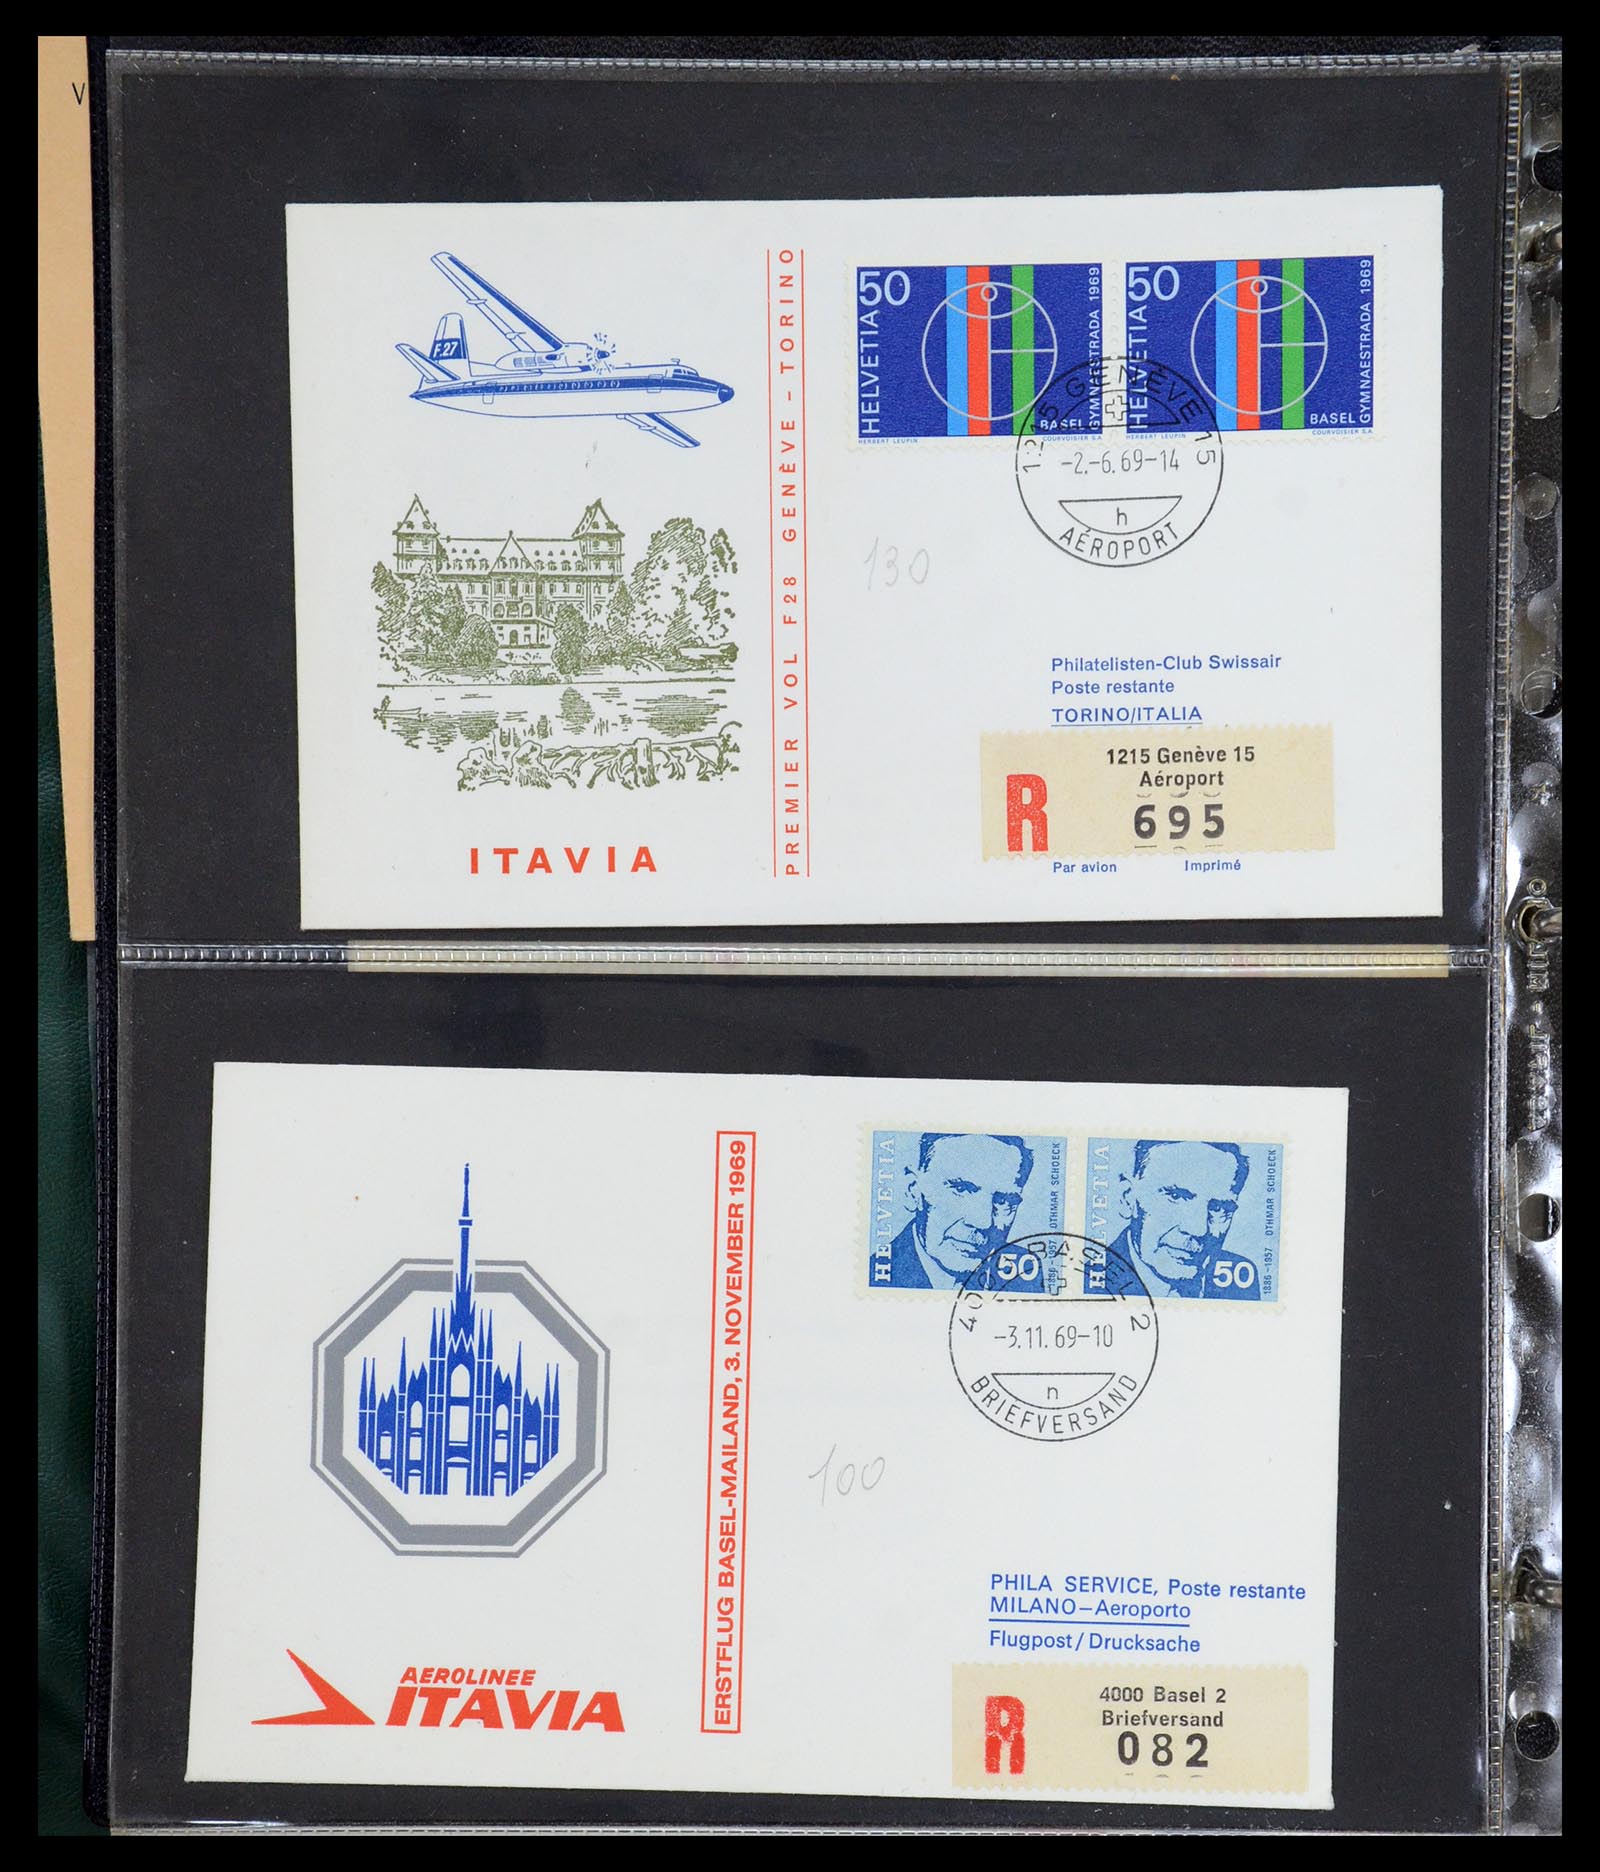 V
F.27
PREMIER VOL F28 GENÈVE – TORINO
ITAVIA
HELVETIA 50
BASEL
GYMNAESTRADA 1969
HERBERT LEUPIN
COURVOISIER S.A.
HELVETIA 50
BASEL
GYMNAESTRADA 1969
HERBERT LEUPIN
COURVOISIER S.A.
1215 GENÈVE 15
-2.-6.69-14
h
AÉROPORT
130
Philatelisten-Club Swissair
Poste restante
TORINO/ITALIA
1215 Genève 15
Aéroport
R
695
Par avion Imprimé
ERSTFLUG BASEL-MAILAND, 3. NOVEMBER 1969
AEROLINEE
ITAVIA
HELVETIA
50
1886–1957 OTHMAR SCHOECK
HELVETIA
50
1886–1957 OTHMAR SCHOECK
BASEL 2
-3.11.69-10
n
BRIEFVERSAND
100
PHILA SERVICE, Poste restante
MILANO–Aeroporto
Flugpost/Drucksache
4000 Basel 2
Briefversand
R
082